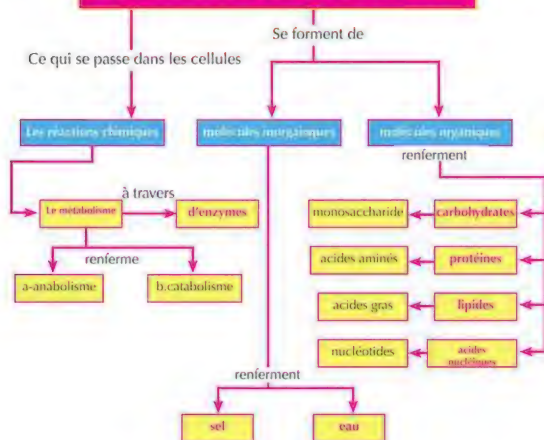 Se forment de
Ce qui se passe dans les cellules
Les réactions chimiques
molécules inorganiques
molécules organiques
renferment
à travers
Le métabolisme
d'enzymes
monosaccharide
carbohydrates
renferme
acides aminés
protéines
a-anabolisme
b.catabolisme
acides gras
lipides
nucléotides
acides
nucléiques
renferment
sel
eau